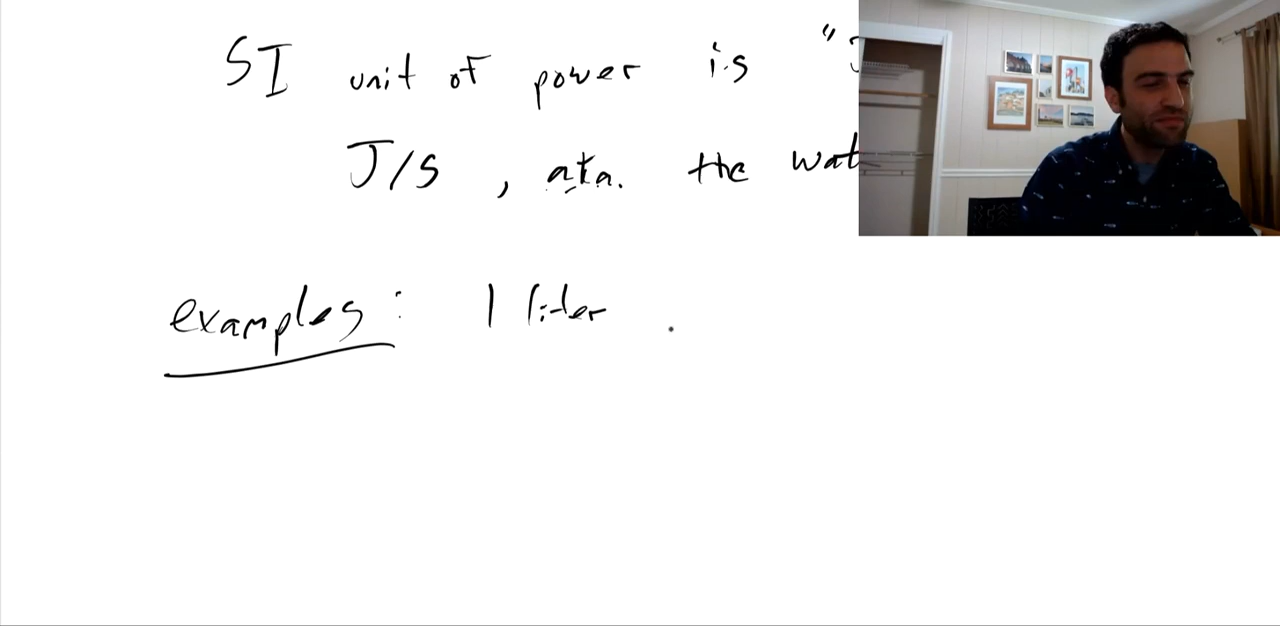 SI unit of power is "J
J/s, aka. the wat
examples: 1 liter